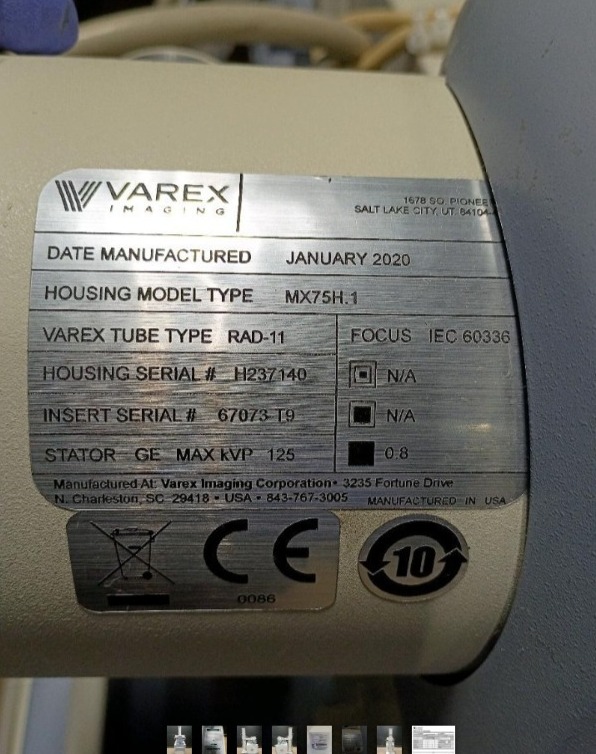 VAREX
IMAGING
1678 SO. PIONEE
SALT LAKE CITY, UT. 84104
DATE MANUFACTURED JANUARY 2020
HOUSING MODEL TYPE MX75H.1
VAREX TUBE TYPE RAD-11
FOCUS IEC 60336
HOUSING SERIAL # H237140
N/A
INSERT SERIAL # 67073-T9
N/A
STATOR GE MAX kVP 125
0.8
Manufactured At: Varex Imaging Corporation • 3235 Fortune Drive
N. Charleston, SC 29418 • USA • 843-767-3005 MANUFACTURED IN USA
CE
0086
10